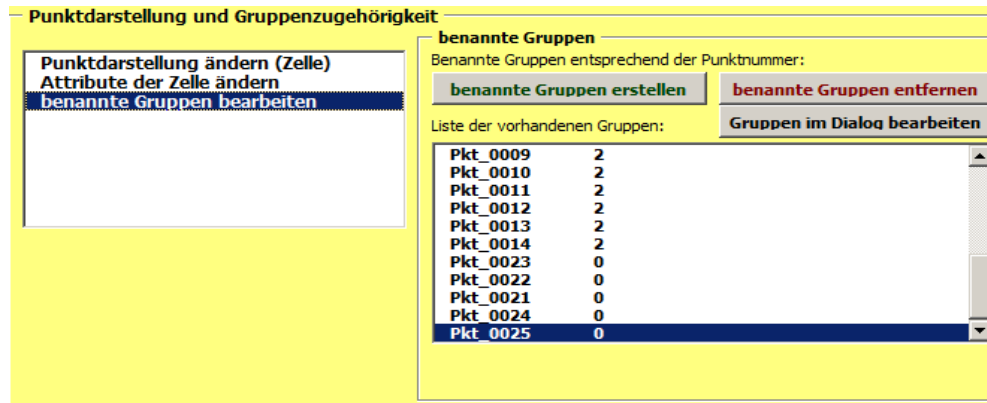 Punktdarstellung und Gruppenzugehörigkeit
Punktdarstellung ändern (Zelle)
Attribute der Zelle ändern
benannte Gruppen bearbeiten
benannte Gruppen
Benannte Gruppen entsprechend der Punktnummer:
benannte Gruppen erstellen
benannte Gruppen entfernen
Gruppen im Dialog bearbeiten
Liste der vorhandenen Gruppen:
Pkt_0009 2
Pkt_0010 2
Pkt_0011 2
Pkt_0012 2
Pkt_0013 2
Pkt_0014 2
Pkt_0023 0
Pkt_0022 0
Pkt_0021 0
Pkt_0024 0
Pkt_0025 0